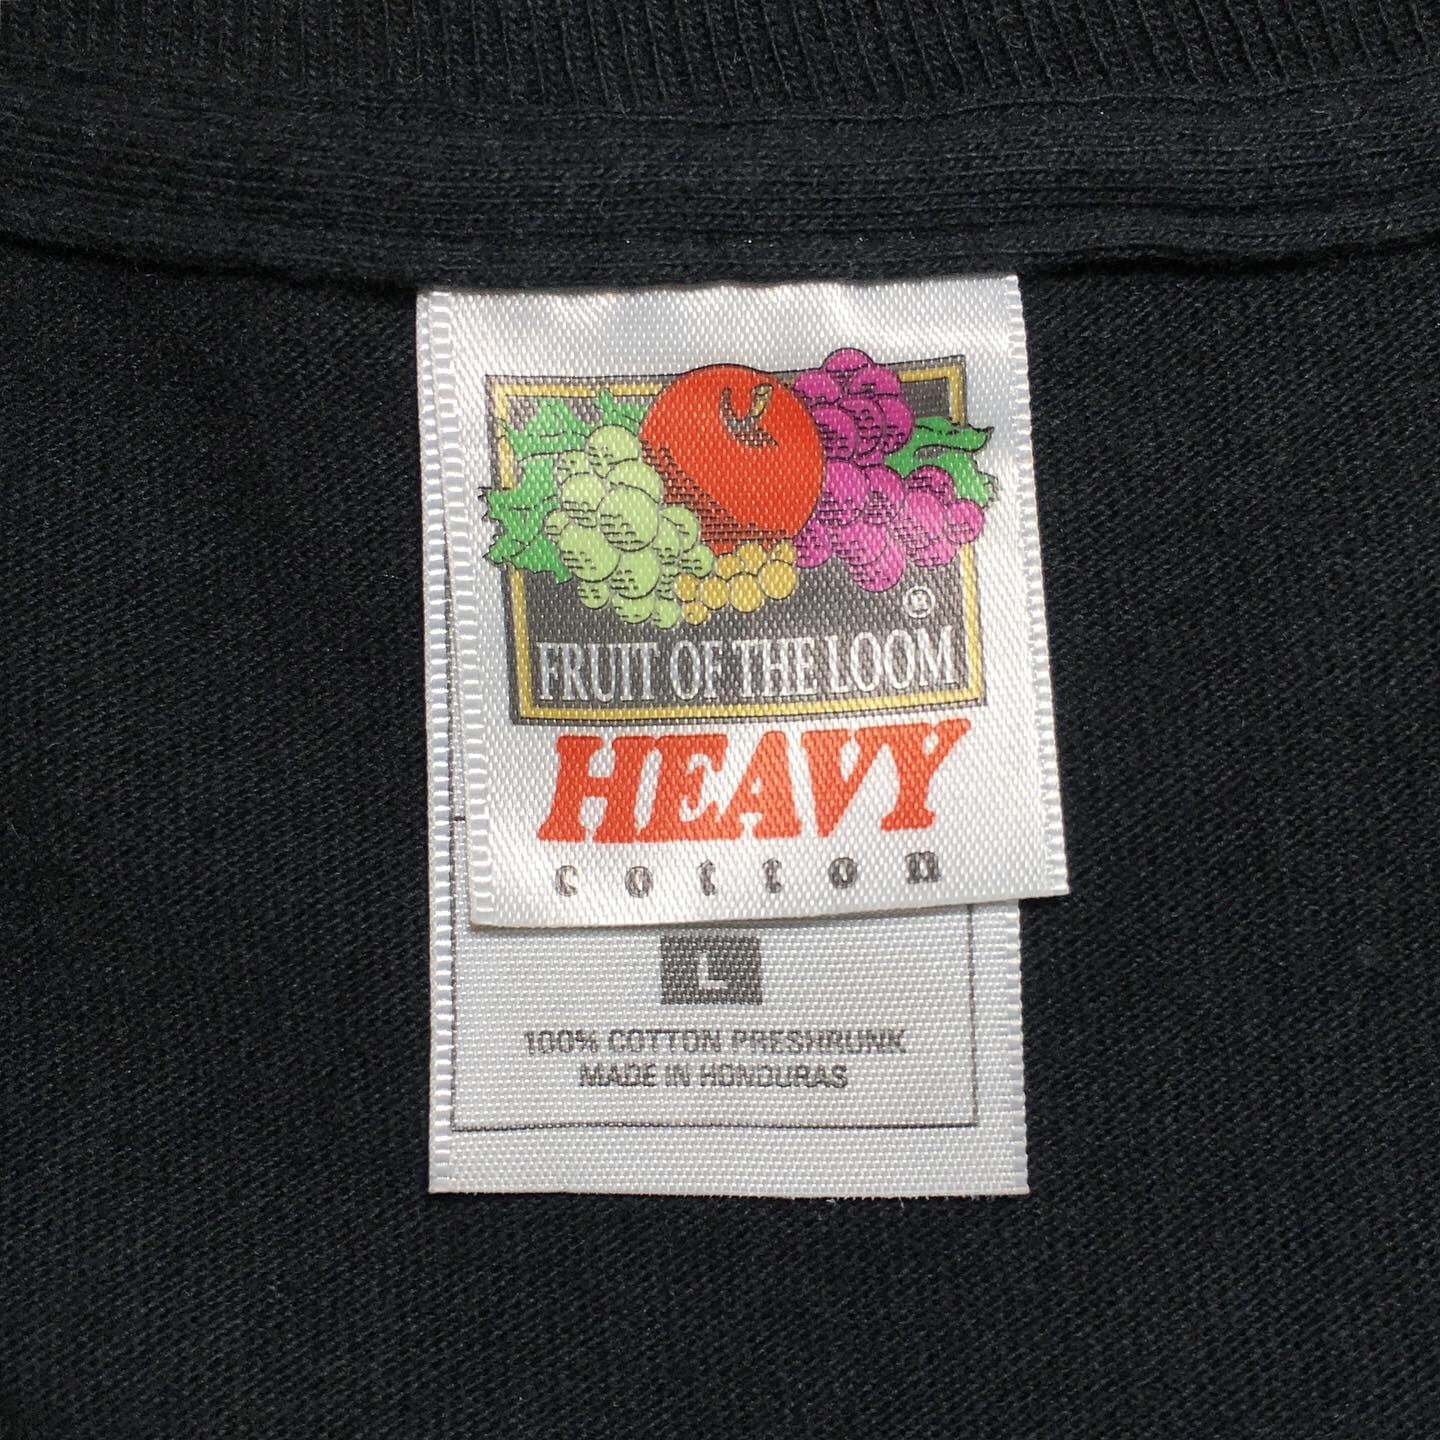 ®
FRUIT OF THE LOOM
HEAVY
cotton
L
100% COTTON PRESHRUNK
MADE IN HONDURAS